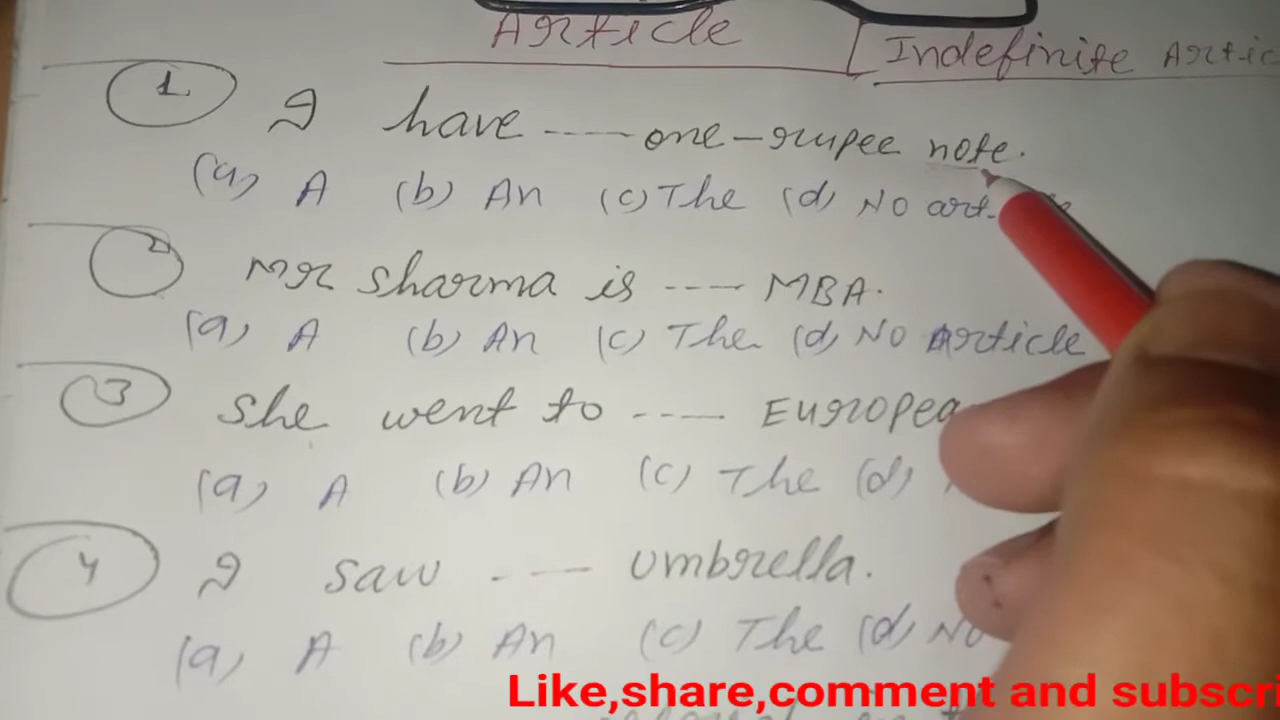 Article [Indefinite Artic
1 I have ---- one-rupee note.
(a) A (b) An (c) The (d) No
2 Mr Sharma is ---- MBA.
(a) A (b) An (c) The (d) No Article
3 She went to ---- Europea
(a) A (b) An (c) The (d)
4 I saw ---- umbrella.
(a) A (b) An (c) The (d) No
Like,share,comment and subscri